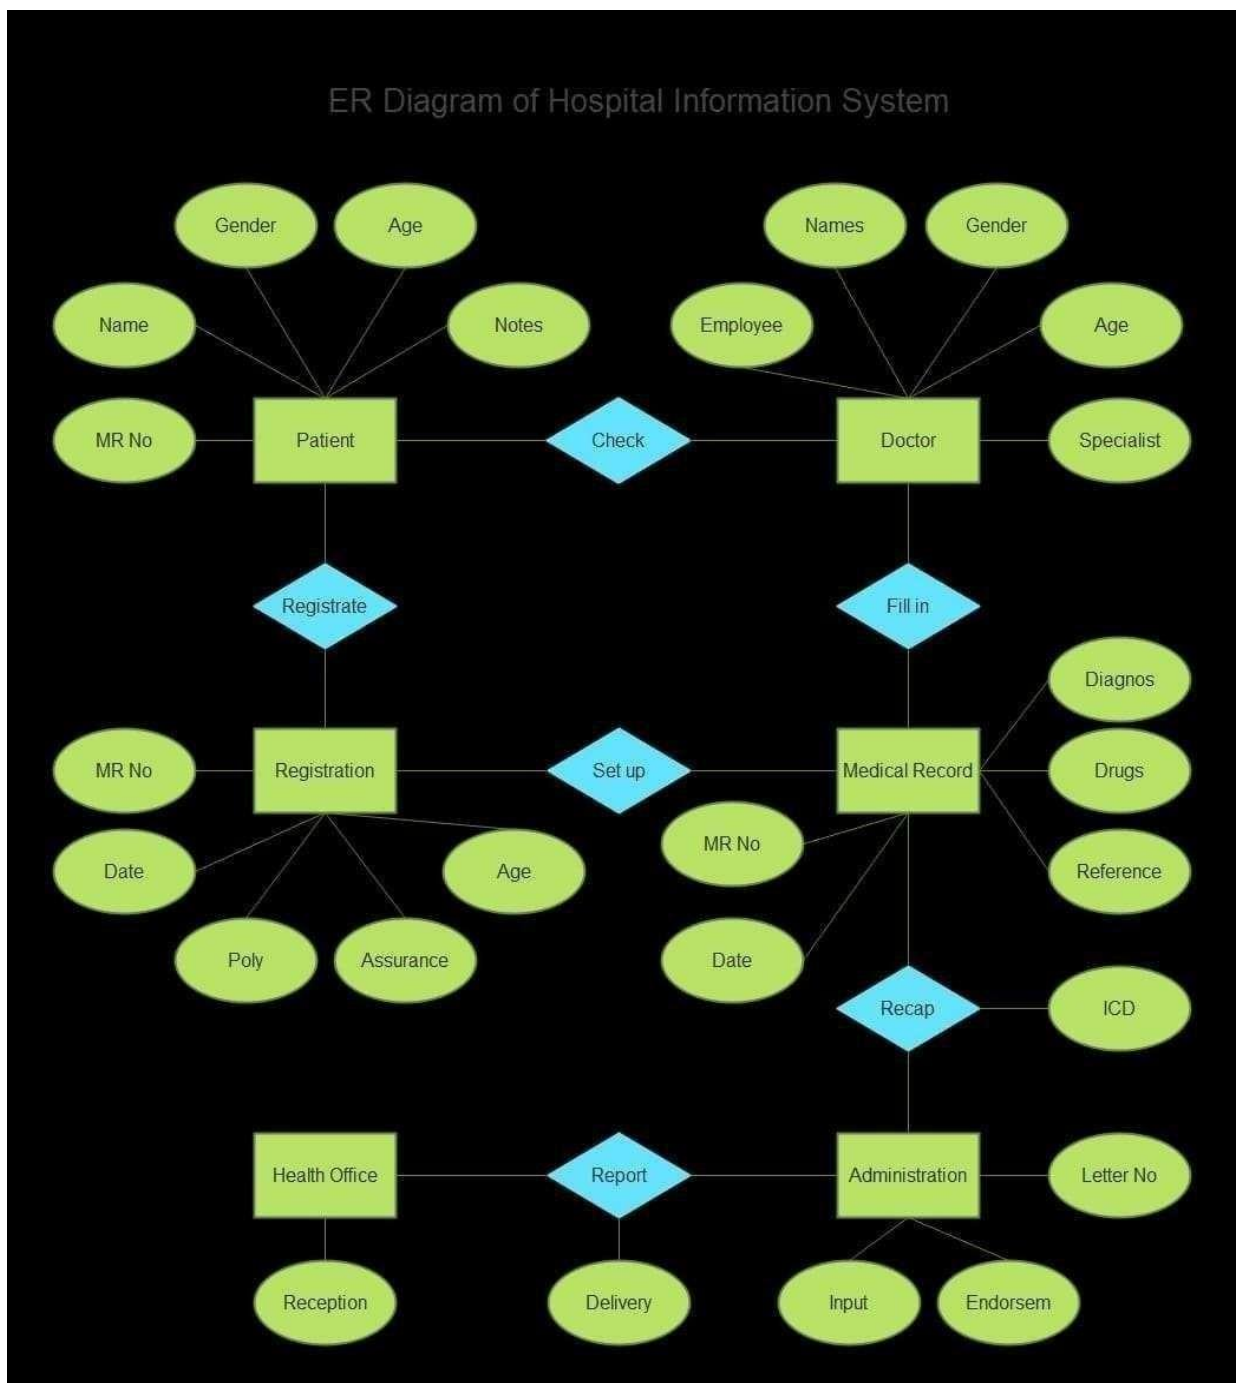 ER Diagram of Hospital Information System
Gender
Age
Names
Gender
Name
Notes
Employee
Age
MR No
Patient
Check
Doctor
Specialist
Registrate
Fill in
Diagnos
MR No
Registration
Set up
Medical Record
Drugs
MR No
Date
Age
Reference
Poly
Assurance
Date
Recap
ICD
Health Office
Report
Administration
Letter No
Reception
Delivery
Input
Endorsem